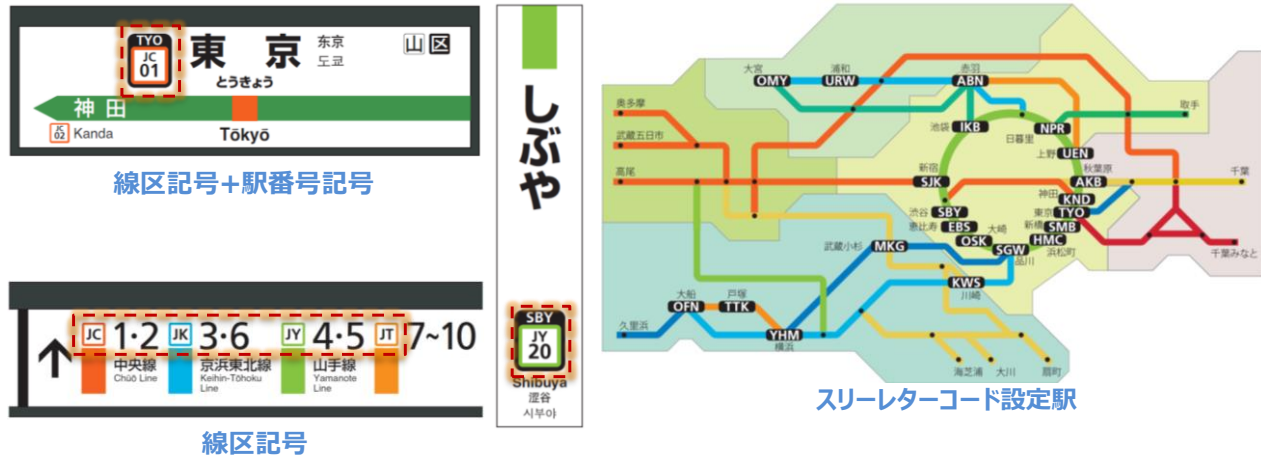 TYO
JC
01
東京
东京
도쿄
山区
とうきょう
神田
JC
02
Kanda
Tōkyō
線区記号+駅番号記号
JC 1・2 JK 3・6 JY 4・5 JT 7~10
中央線
Chūō Line
京浜東北線
Keihin-Tōhoku
Line
山手線
Yamanote
Line
線区記号
しぶや
SBY
JY
20
Shibuya
涩谷
시부야
大宮
OMY
浦和
URW
赤羽
ABN
奥多摩
武蔵五日市
高尾
池袋
IKB
日暮里
NPR
取手
上野
UEN
新宿
SJK
秋葉原
AKB
千葉
神田
KND
渋谷
SBY
東京
TYO
恵比寿
EBS
新橋
SMB
大崎
OSK
HMC
浜松町
SGW
品川
千葉みなと
武蔵小杉
MKG
KWS
川崎
大船
OFN
戸塚
TTK
久里浜
YHM
横浜
海芝浦
大川
扇町
スリーレターコード設定駅